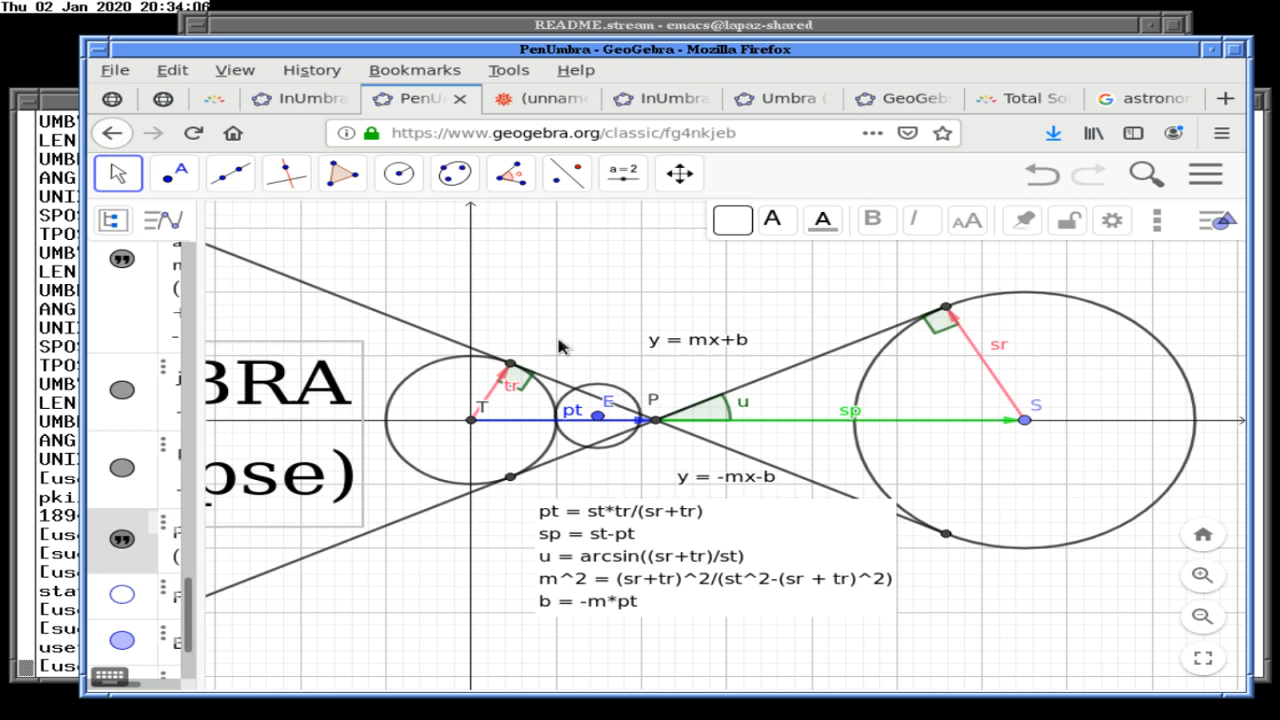 Thu 02 Jan 2020 20:34:06
README.stream - emacs@lapaz-shared
PenUmbra - GeoGebra - Mozilla Firefox
File Edit View History Bookmarks Tools Help
InUmbra
PenU
(unnam
InUmbra
Umbra (
GeoGeb
Total So
astronor
https://www.geogebra.org/classic/fg4nkjeb
A
a=2
A A B I AA
UMB
LEN
UMB
ANG
UNI
SPO
TPO
UMB
LEN
UMB
ANG
UNI
SPO
TPO
UMB
LEN
UMB
ANG
UNI
[us
pki
189
[us
[su
[us
sta
[us
[su
use
[us
BRA
pse)
y = mx+b
sr
tr
T
pt
E
P
u
sp
S
y = -mx-b
pt = st*tr/(sr+tr)
sp = st-pt
u = arcsin((sr+tr)/st)
m^2 = (sr+tr)^2/(st^2-(sr + tr)^2)
b = -m*pt